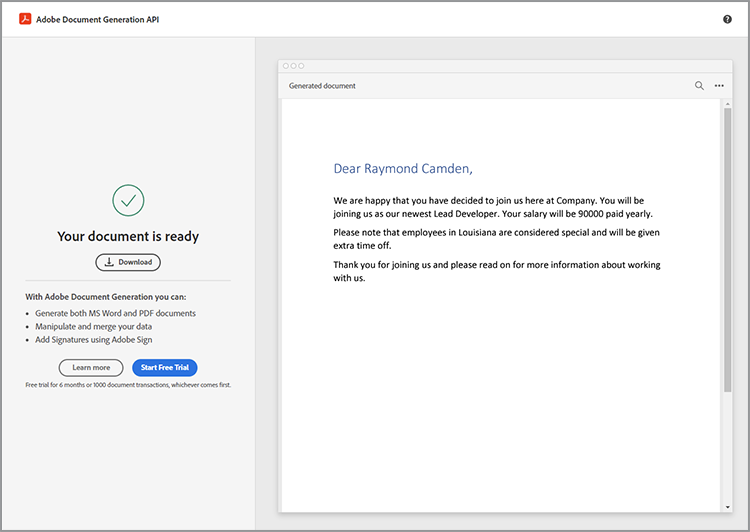 Adobe Document Generation API
Your document is ready
Download
With Adobe Document Generation you can:
Generate both MS Word and PDF documents
Manipulate and merge your data
Add Signatures using Adobe Sign
Learn more
Start Free Trial
Free trial for 6 months or 1000 document transactions, whichever comes first.
Generated document
Dear Raymond Camden,
We are happy that you have decided to join us here at Company. You will be
joining us as our newest Lead Developer. Your salary will be 90000 paid yearly.
Please note that employees in Louisiana are considered special and will be given
extra time off.
Thank you for joining us and please read on for more information about working
with us.